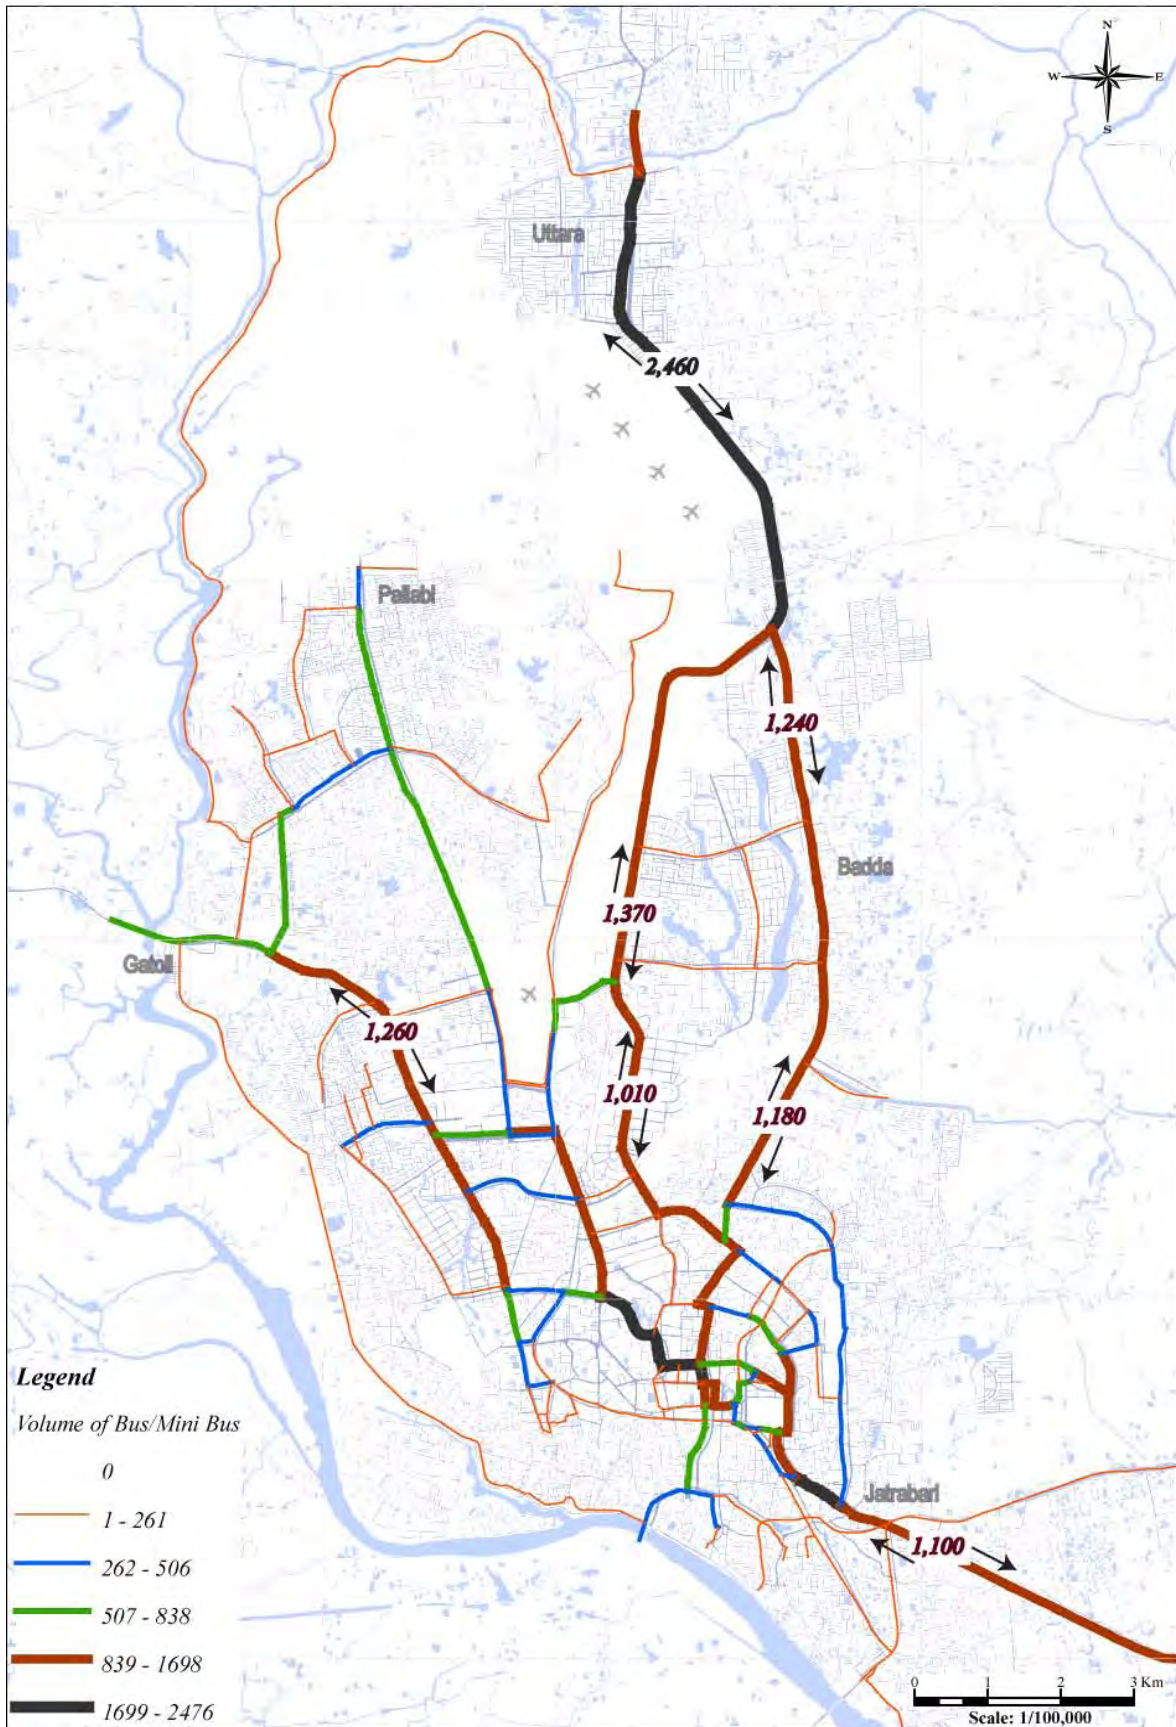 N
W E
S
Uttara
2,460
Pallabi
1,240
Badda
1,370
Gatoli
1,260
1,010
1,180
Legend
Volume of Bus/Mini Bus
0
1 - 261
262 - 506
507 - 838
839 - 1698
1699 - 2476
Jatrabari
1,100
0 1 2 3 Km
Scale: 1/100,000